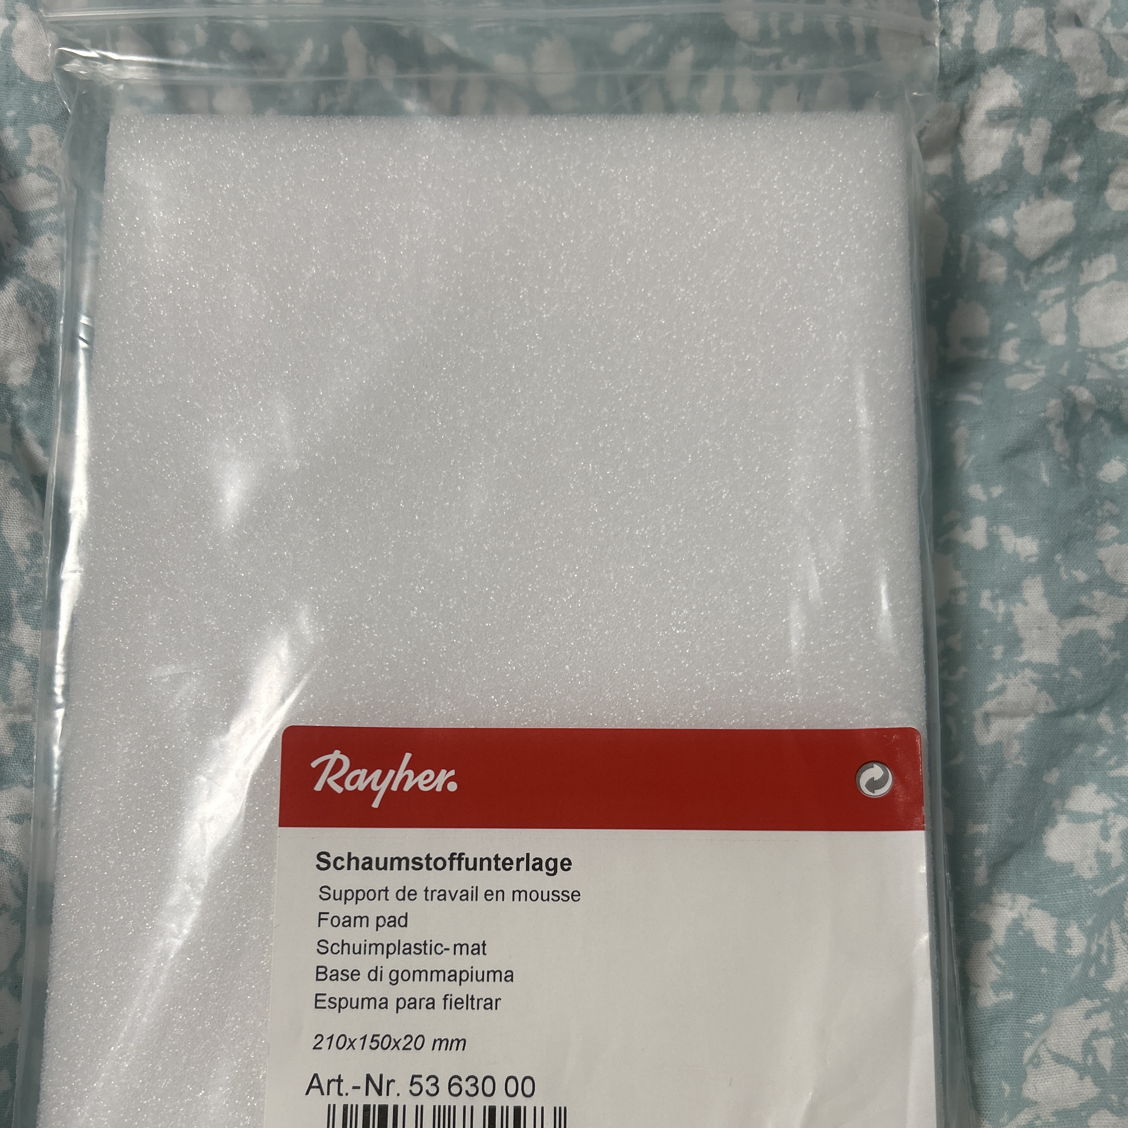 Rayher.
Schaumstoffunterlage
Support de travail en mousse
Foam pad
Schuimplastic-mat
Base di gommapiuma
Espuma para fieltrar
210x150x20 mm
Art.-Nr. 53 630 00